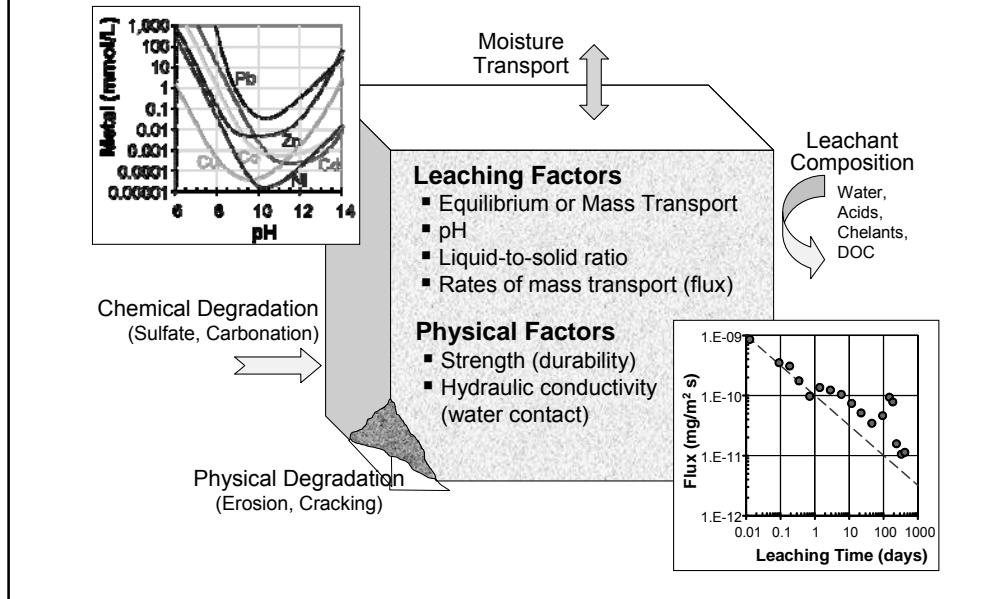 1,000
100
10
1
0.1
0.01
0.001
0.0001
0.00001
Metal (mmol/L)
Pb
Zn
Cu
Co
Cd
Ni
6 8 10 12 14
pH
Moisture
Transport
Leachant
Composition
Water,
Acids,
Chelants,
DOC
Leaching Factors
▪ Equilibrium or Mass Transport
▪ pH
▪ Liquid-to-solid ratio
▪ Rates of mass transport (flux)
Physical Factors
▪ Strength (durability)
▪ Hydraulic conductivity
(water contact)
Chemical Degradation
(Sulfate, Carbonation)
Physical Degradation
(Erosion, Cracking)
1.E-09
1.E-10
1.E-11
1.E-12
Flux (mg/m² s)
0.01 0.1 1 10 100 1000
Leaching Time (days)